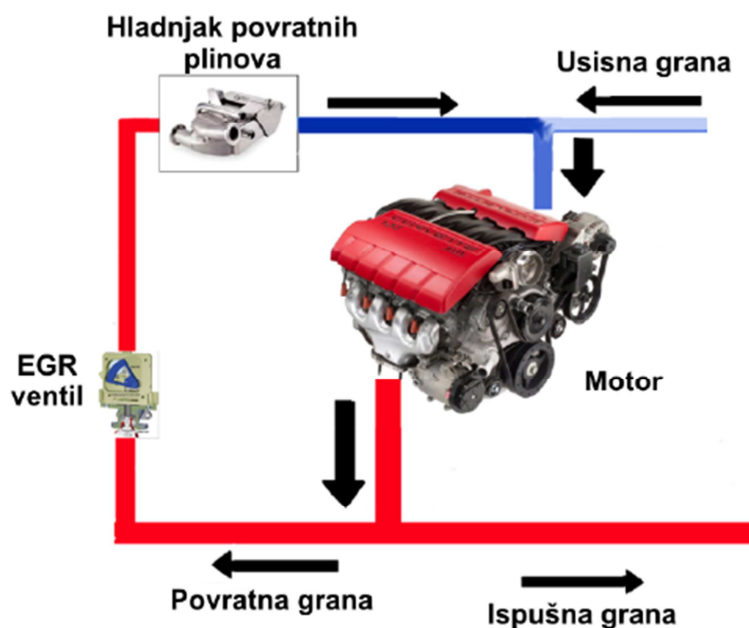 Hladnjak povratnih
plinova
Usisna grana
EGR
ventil
Motor
Povratna grana
Ispušna grana